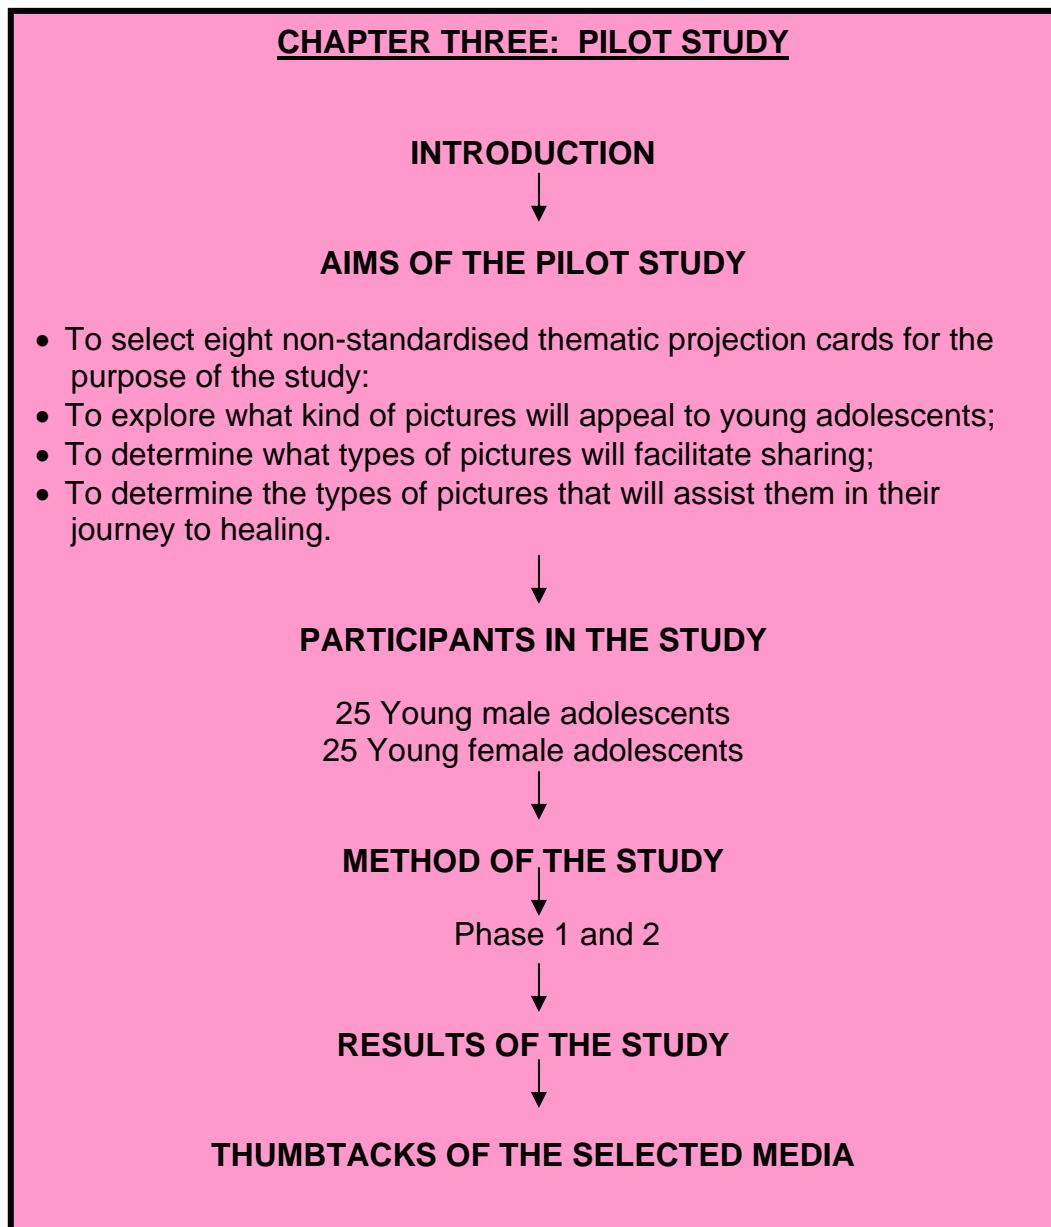 CHAPTER THREE: PILOT STUDY
INTRODUCTION
AIMS OF THE PILOT STUDY
• To select eight non-standardised thematic projection cards for the
purpose of the study:
• To explore what kind of pictures will appeal to young adolescents;
• To determine what types of pictures will facilitate sharing;
• To determine the types of pictures that will assist them in their
journey to healing.
PARTICIPANTS IN THE STUDY
25 Young male adolescents
25 Young female adolescents
METHOD OF THE STUDY
Phase 1 and 2
RESULTS OF THE STUDY
THUMBTACKS OF THE SELECTED MEDIA